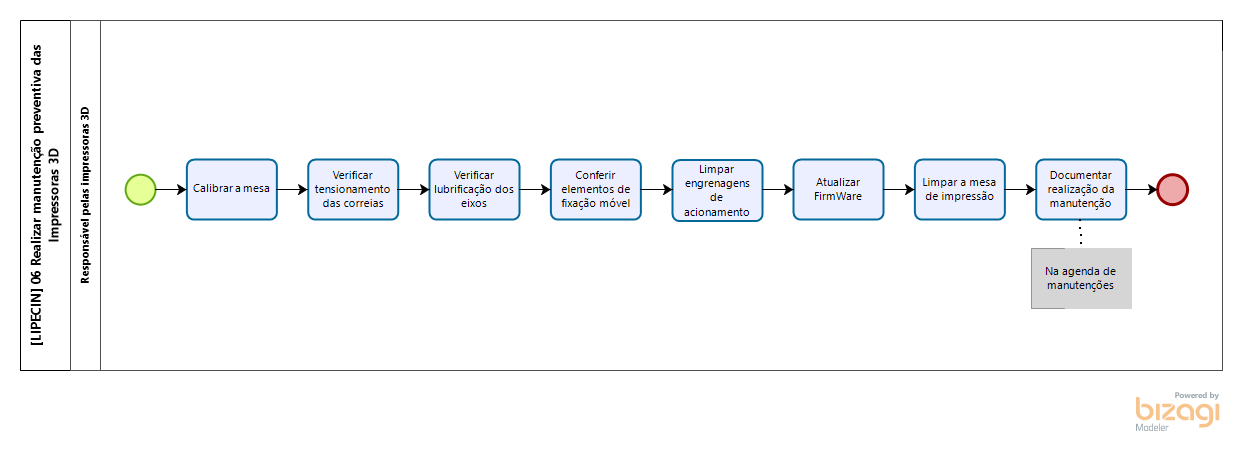 [LIPECIN] 06 Realizar manutenção preventiva das
Impressoras 3D
Responsável pelas impressoras 3D
Calibrar a mesa
Verificar
tensionamento
das correias
Verificar
lubrificação dos
eixos
Conferir
elementos de
fixação móvel
Limpar
engrenagens
de
acionamento
Atualizar
FirmWare
Limpar a mesa
de impressão
Documentar
realização da
manutenção
Na agenda de
manutenções
Powered by
bizagi
Modeler